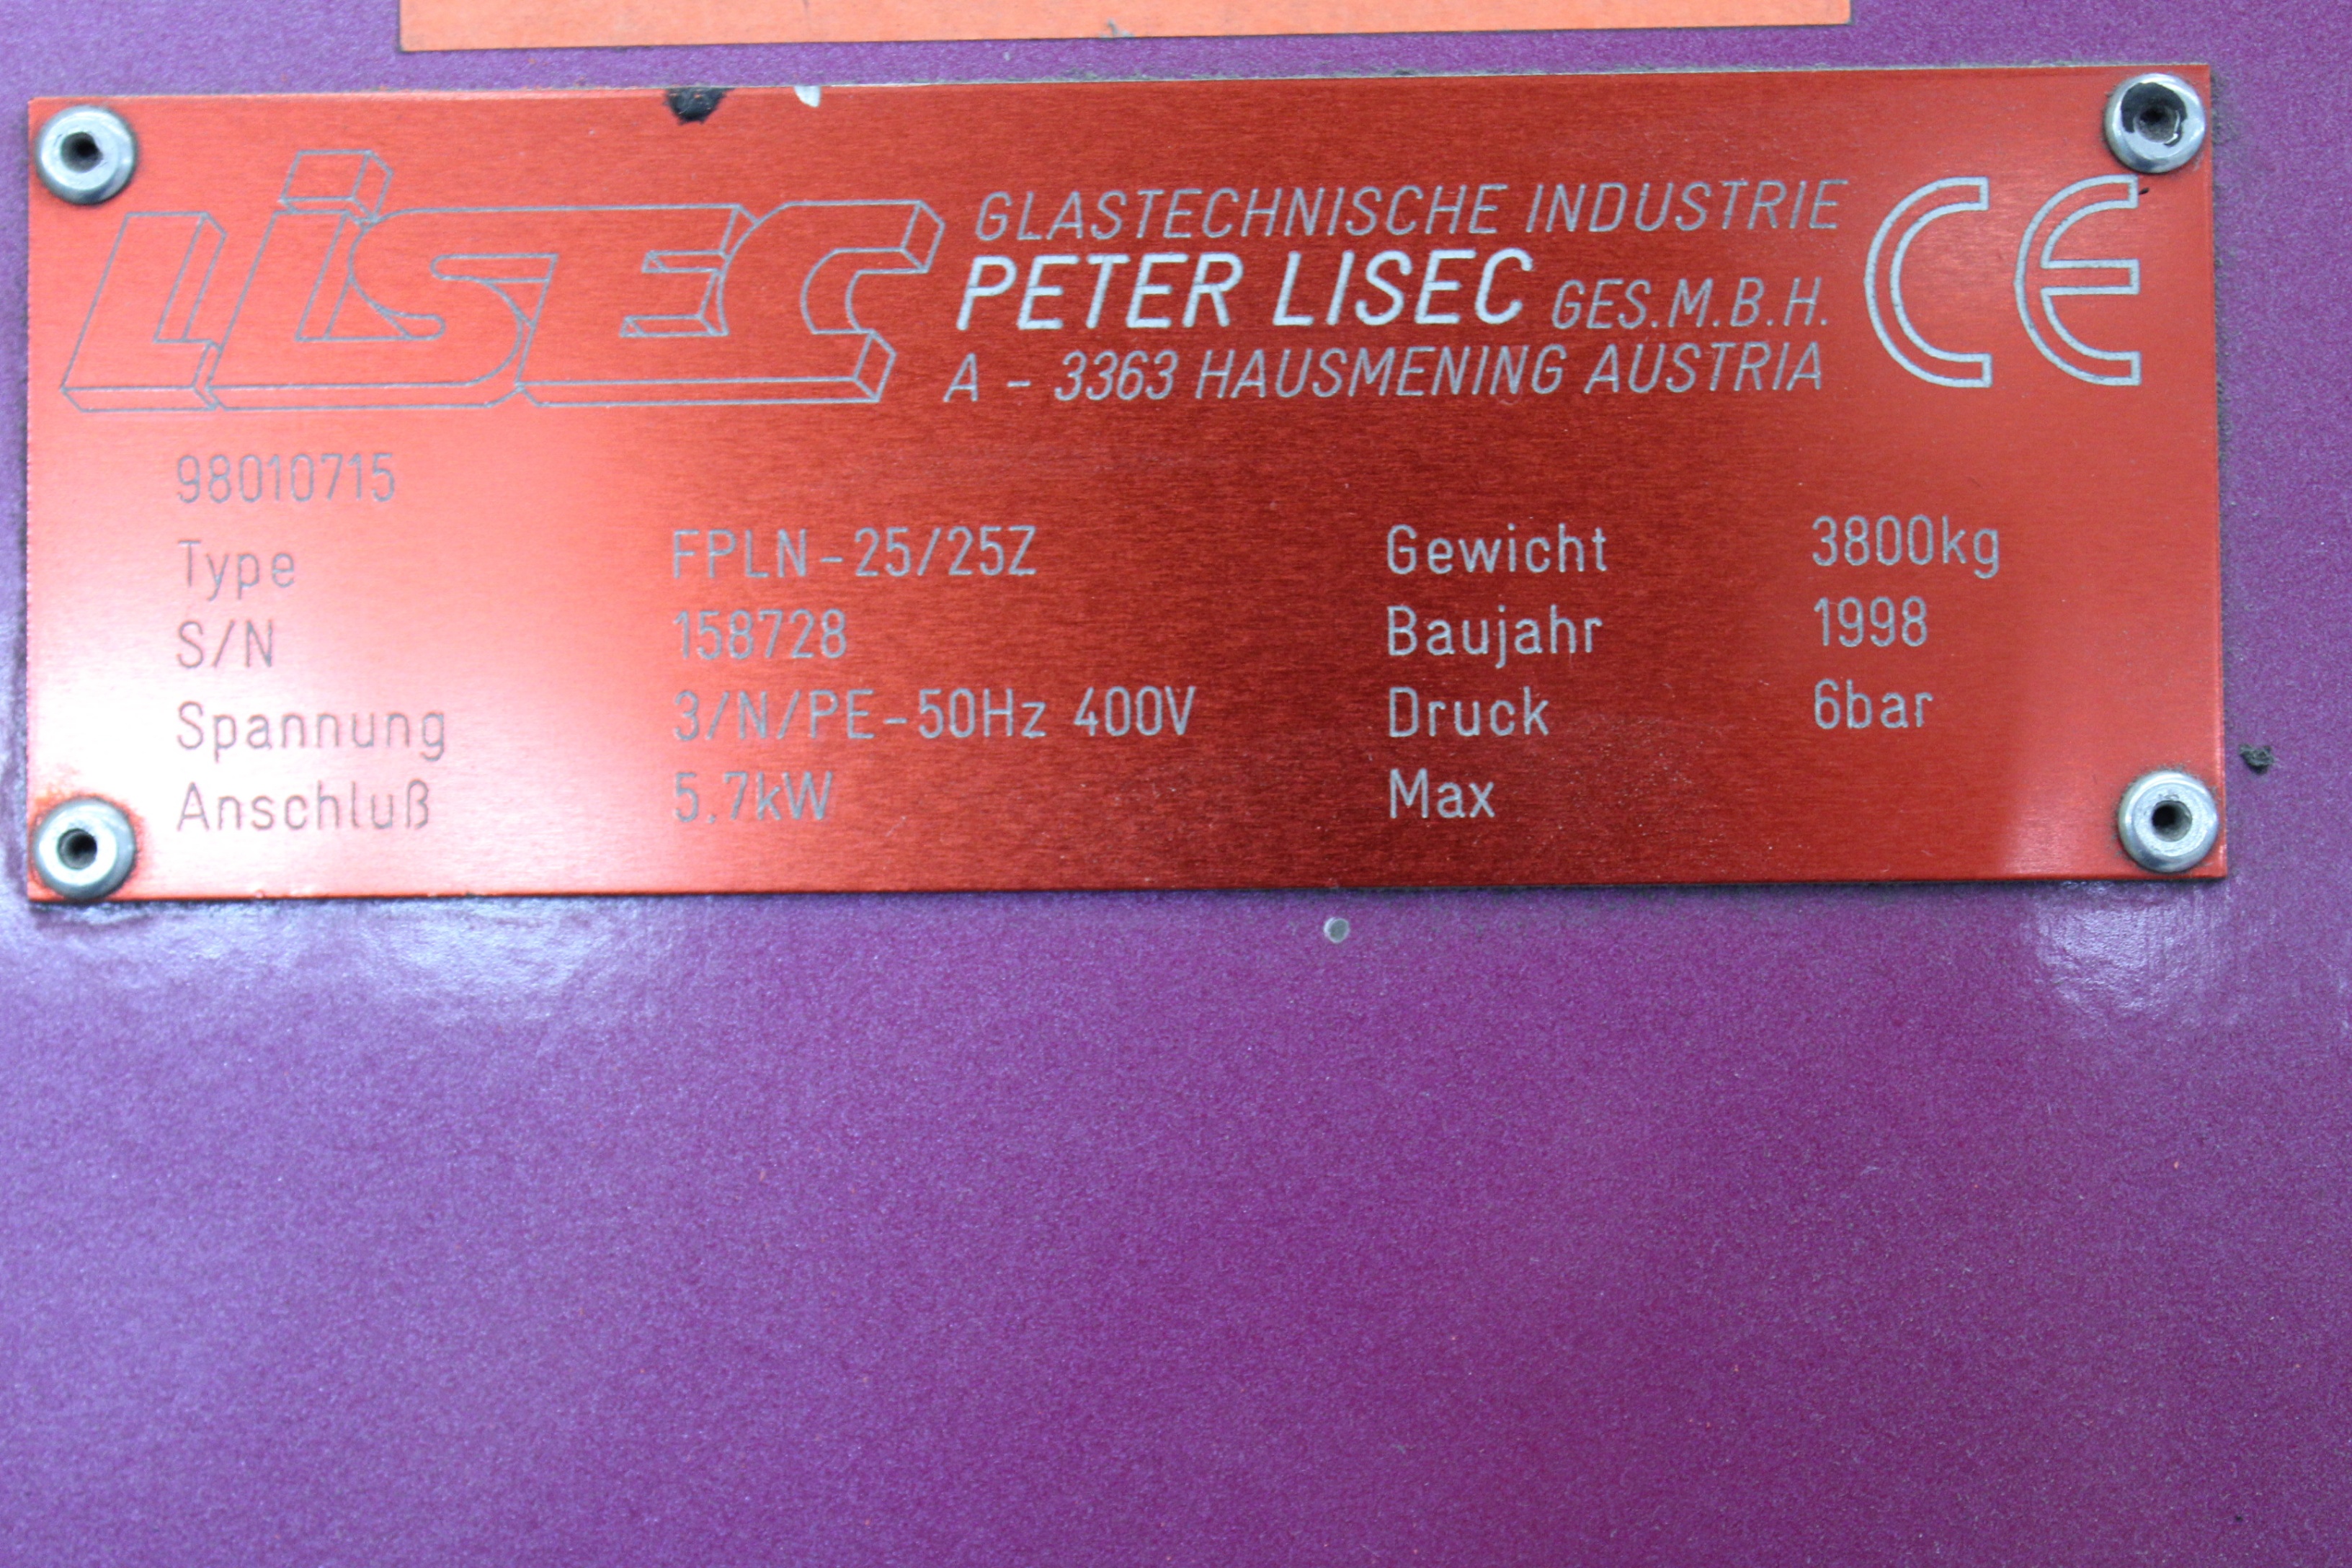 LiSEC
GLASTECHNISCHE INDUSTRIE
PETER LISEC GES.M.B.H.
A - 3363 HAUSMENING AUSTRIA
CE
98010715
Type FPLN-25/25Z Gewicht 3800kg
S/N 158728 Baujahr 1998
Spannung 3/N/PE-50Hz 400V Druck 6bar
Anschluß 5.7kW Max